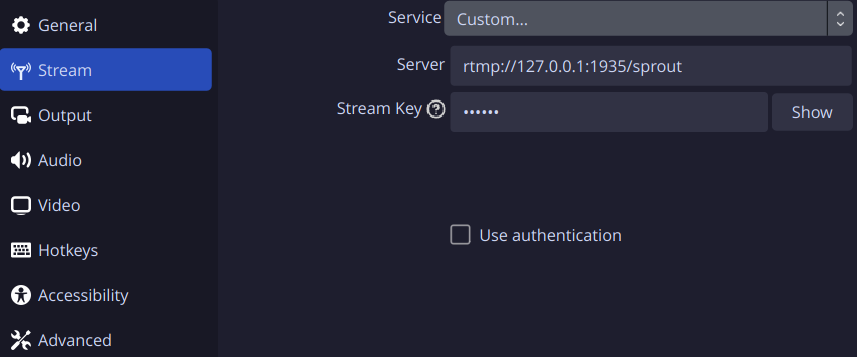 General
Stream
Output
Audio
Video
Hotkeys
Accessibility
Advanced
Service Custom...
Server rtmp://127.0.0.1:1935/sprout
Stream Key ? •••••• Show
Use authentication